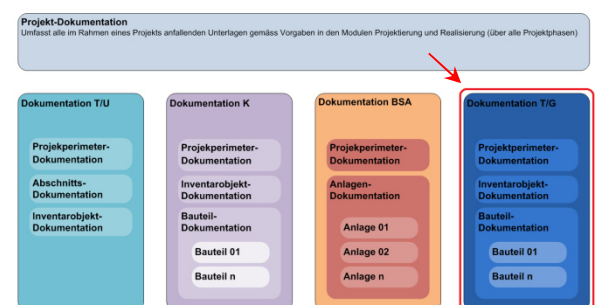 Projekt-Dokumentation
Umfasst alle im Rahmen eines Projekts anfallenden Unterlagen gemäss Vorgaben in den Modulen Projektierung und Realisierung (über alle Projektphasen)
Dokumentation T/U
Projekperimeter-
Dokumentation
Abschnitts-
Dokumentation
Inventarobjekt-
Dokumentation
Dokumentation K
Projekperimeter-
Dokumentation
Inventarobjekt-
Dokumentation
Bauteil-
Dokumentation
Bauteil 01
Bauteil n
Dokumentation BSA
Projekperimeter-
Dokumentation
Anlagen-
Dokumentation
Anlage 01
Anlage 02
Anlage n
Dokumentation T/G
Projektperimeter-
Dokumentation
Inventarobjekt-
Dokumentation
Bauteil-
Dokumentation
Bauteil 01
Bauteil n